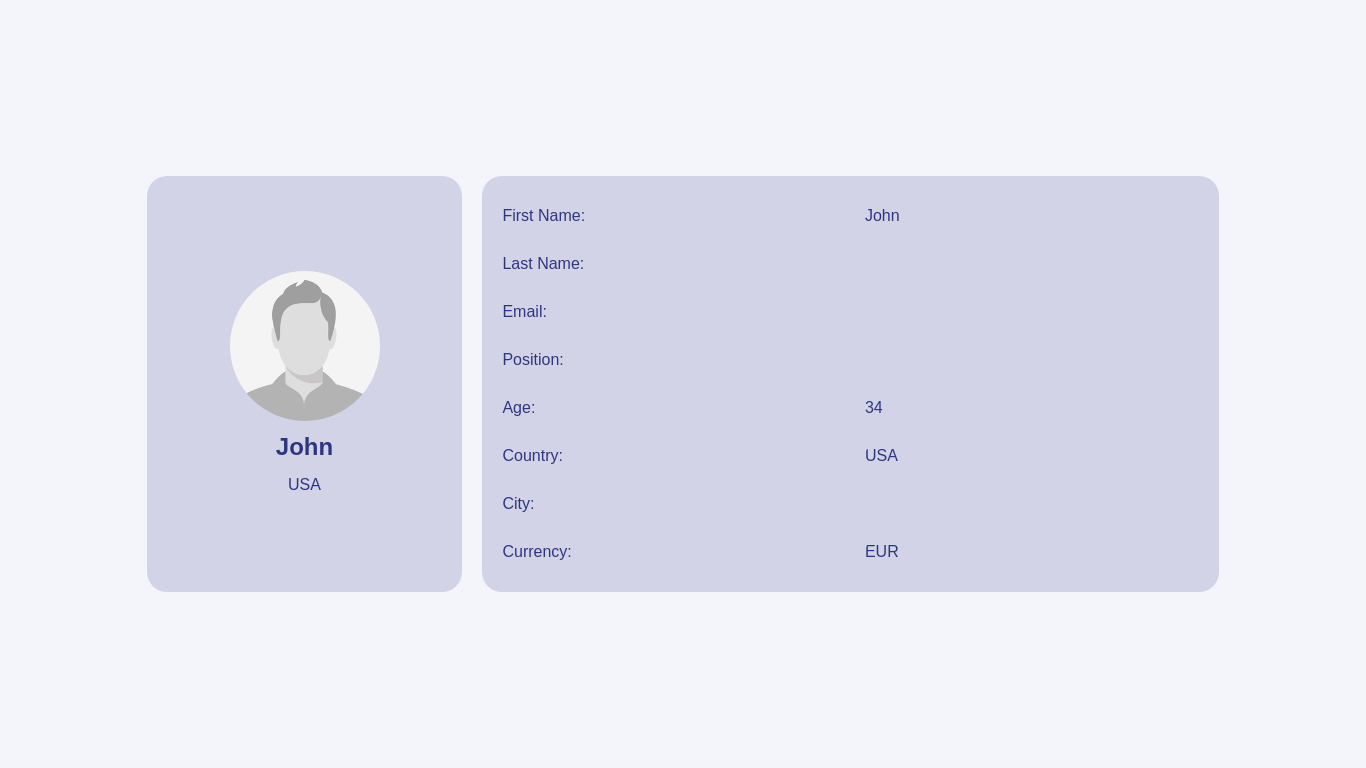 John
USA
First Name: John
Last Name:
Email:
Position:
Age: 34
Country: USA
City:
Currency: EUR